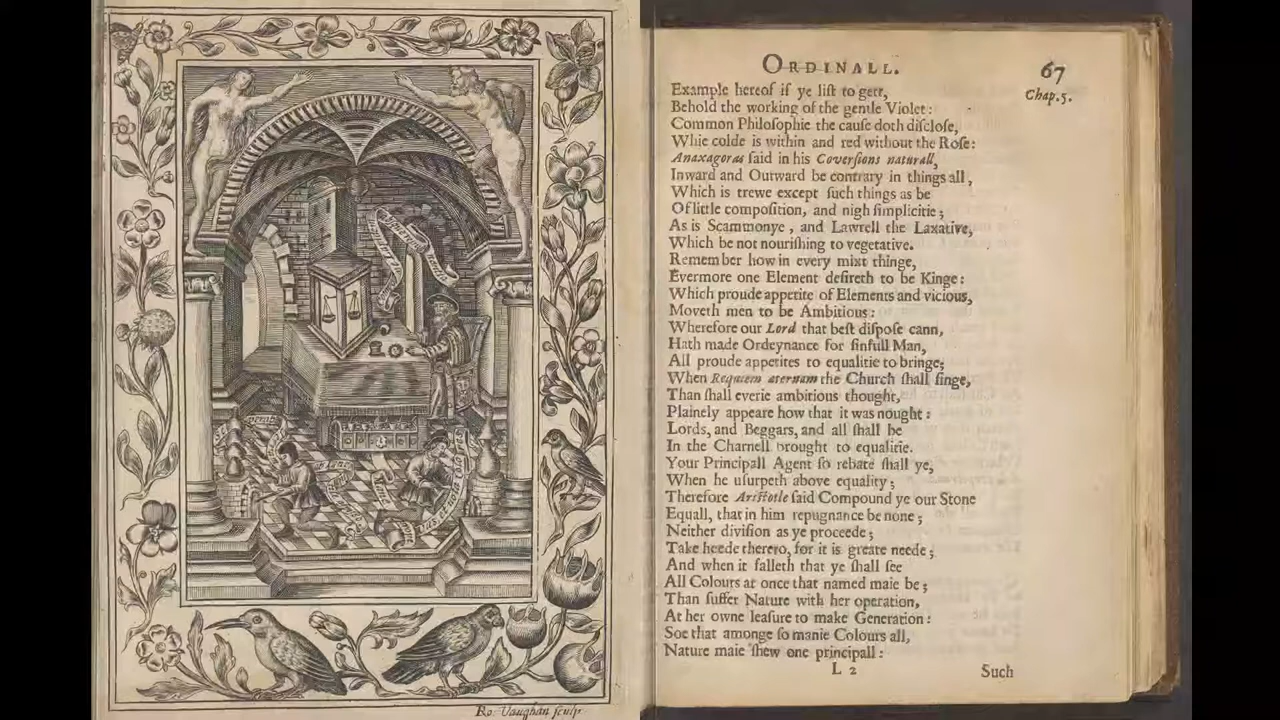 Ro: Vaughan sculp
ORDINALL.
67
Chap. 5.
Example hereof if ye list to gett,
Behold the working of the gentle Violet:
Common Philosophie the cause doth disclose,
Whie colde is within and red without the Rose:
Anaxagoras said in his Coversions naturall,
Inward and Outward be contrary in things all,
Which is trewe except such things as be
Of little composition, and nigh simplicitie;
As is Scammonye, and Lawrell the Laxative,
Which be not nourishing to vegetative.
Remember how in every mixt thinge,
Evermore one Element desireth to be Kinge:
Which proude appetite of Elements and vicious,
Moveth men to be Ambitious:
Wherefore our Lord that best dispose cann,
Hath made Ordeynance for sinfull Man,
All proude appetites to equalitie to bringe;
When Requiem aternam the Church shall singe,
Than shall everie ambitious thought,
Plainely appeare how that it was nought:
Lords, and Beggars, and all shall be
In the Charnell brought to equalitie.
Your Principall Agent so rebate shall ye,
When he usurpeth above equality;
Therefore Aristotle said Compound ye our Stone
Equall, that in him repugnance be none;
Neither division as ye proceede;
Take heede thereto, for it is greate neede;
And when it falleth that ye shall see
All Colours at once that named maie be;
Than suffer Nature with her operation,
At her owne leasure to make Generation:
Soe that amonge so manie Colours all,
Nature maie shew one principall:
L 2
Such